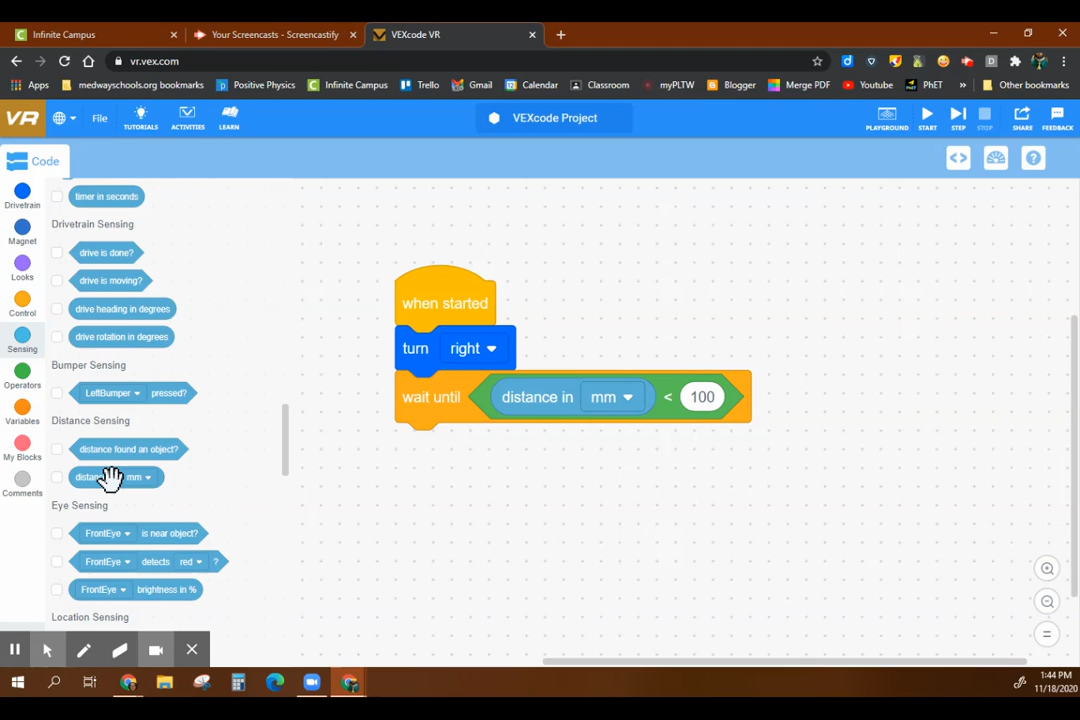 Infinite Campus
Your Screencasts - Screencastify
VEXcode VR
vr.vex.com
Apps
medwayschools.org bookmarks
Positive Physics
Infinite Campus
Trello
Gmail
Calendar
Classroom
myPLTW
Blogger
Merge PDF
Youtube
PhET
»
Other bookmarks
VR
File
TUTORIALS
ACTIVITIES
LEARN
VEXcode Project
PLAYGROUND
START
STEP
STOP
SHARE
FEEDBACK
Code
Drivetrain
Magnet
Looks
Control
Sensing
Operators
Variables
My Blocks
Comments
timer in seconds
Drivetrain Sensing
drive is done?
drive is moving?
drive heading in degrees
drive rotation in degrees
Bumper Sensing
LeftBumper pressed?
Distance Sensing
distance found an object?
mm
Eye Sensing
FrontEye is near object?
FrontEye detects red ?
FrontEye brightness in %
Location Sensing
when started
turn right
wait until distance in mm < 100
1:44 PM
11/18/2020